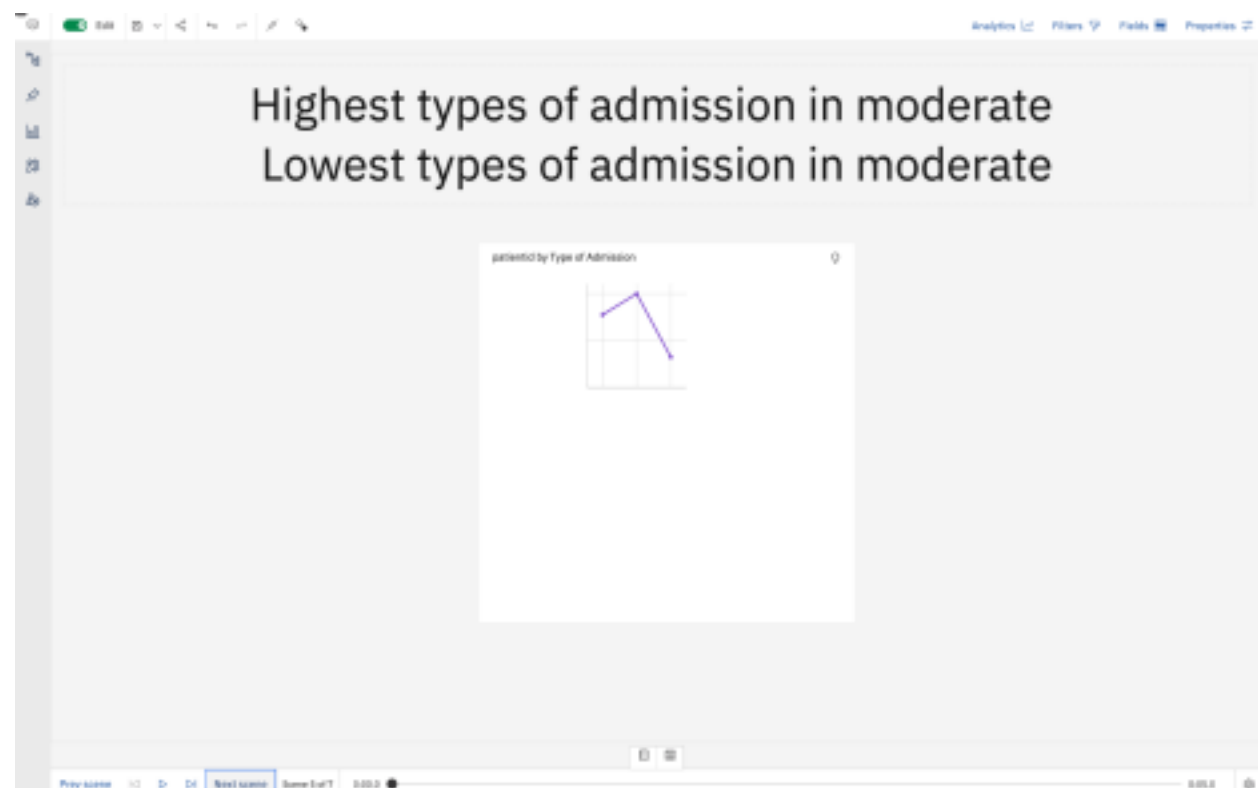 Edit
Analytics Filters Fields Properties
Highest types of admission in moderate
Lowest types of admission in moderate
patientid by Type of Admission
Prev scene Next scene